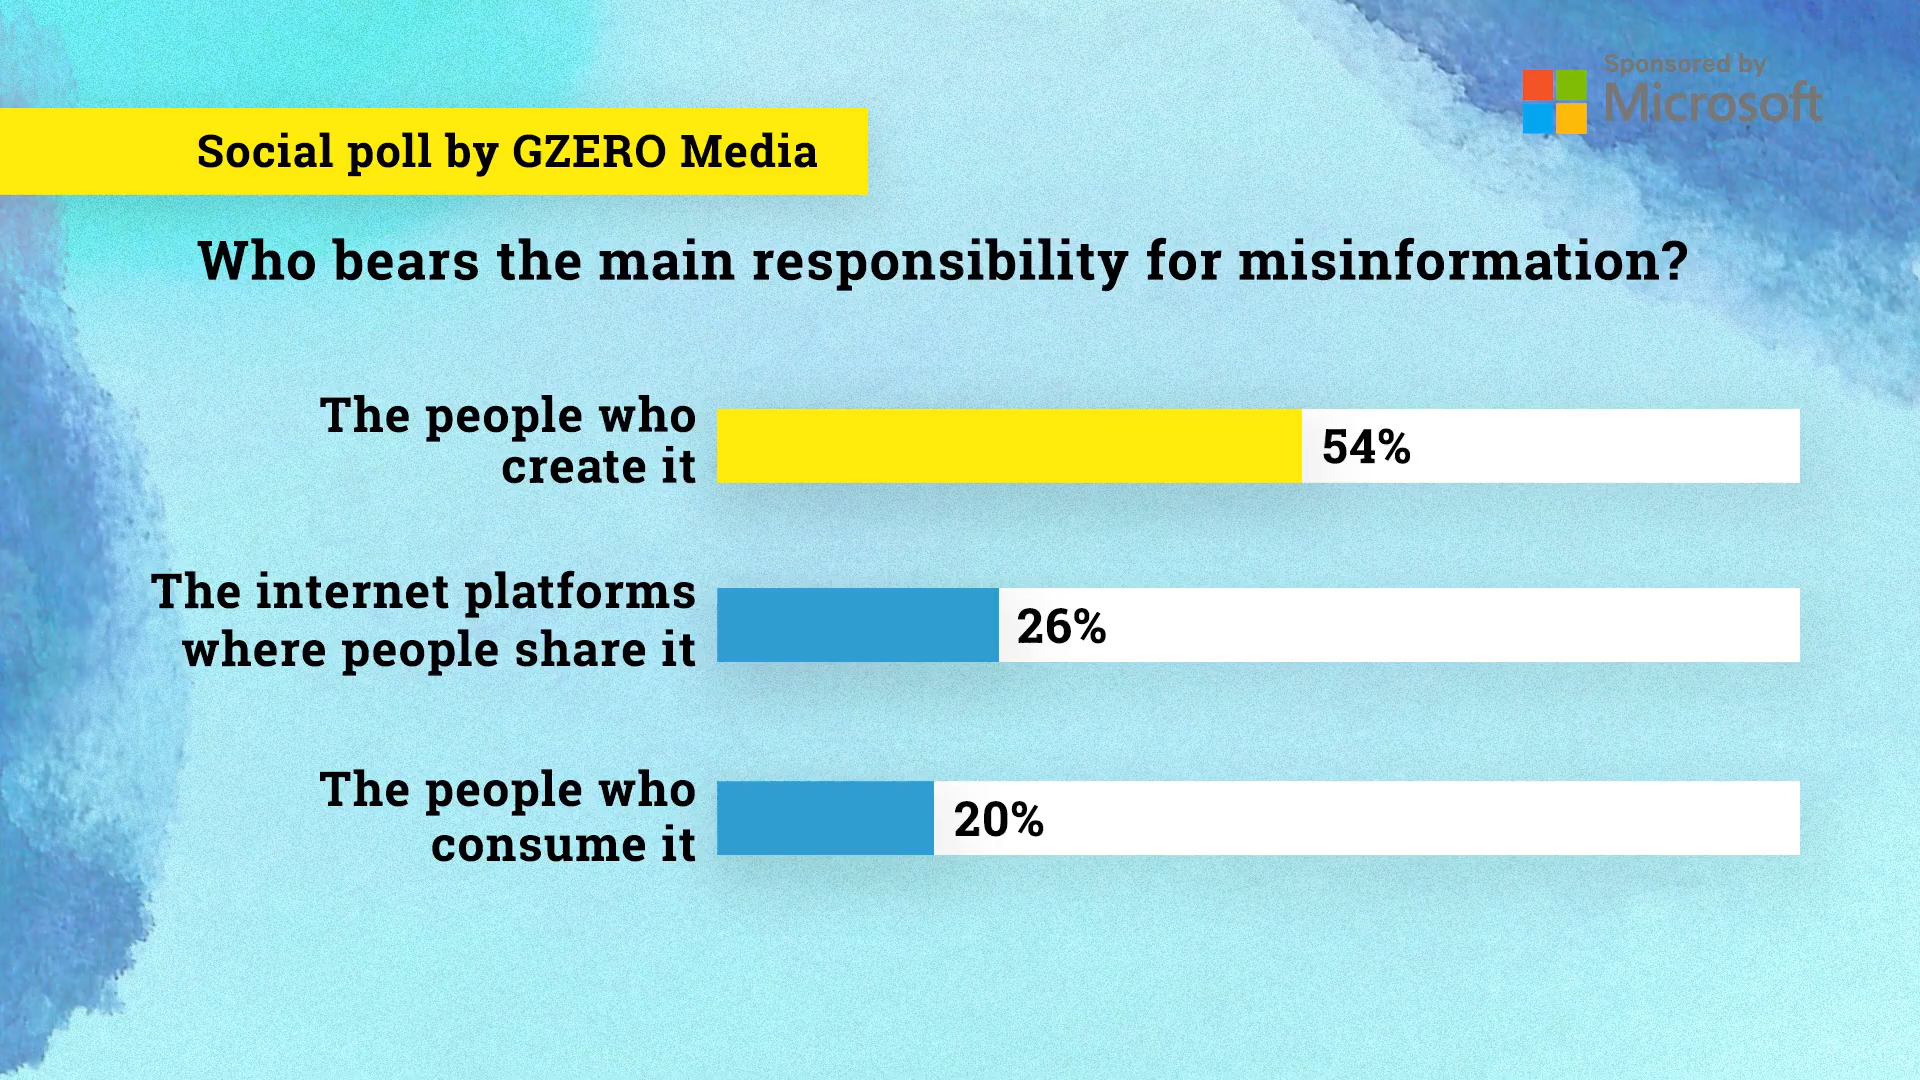 Sponsored by
Microsoft
Social poll by GZERO Media
Who bears the main responsibility for misinformation?
The people who
create it
54%
The internet platforms
where people share it
26%
The people who
consume it
20%